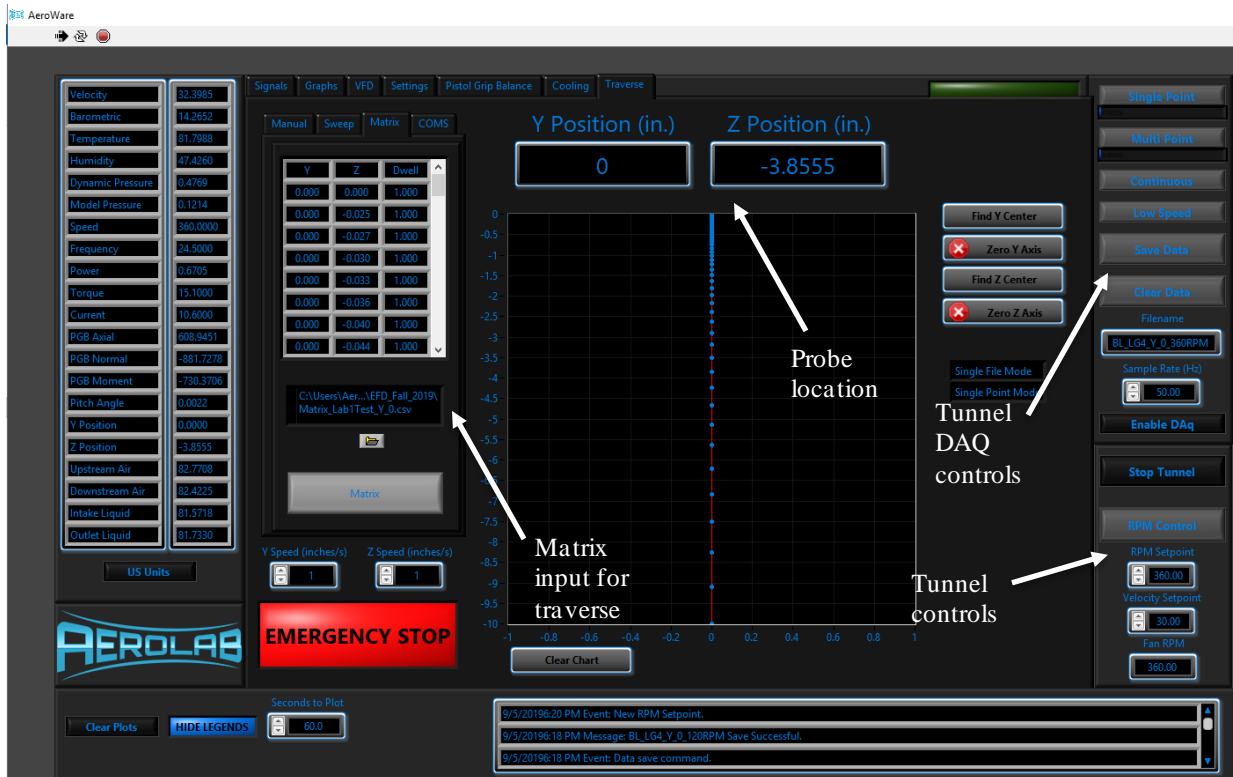 AeroWare
Velocity 32.3985
Barometric 14.2652
Temperature 81.7988
Humidity 47.4260
Dynamic Pressure 0.4769
Model Pressure 0.1214
Speed 360.0000
Frequency 24.5000
Power 0.6705
Torque 15.1000
Current 10.6000
PGB Axial 608.9451
PGB Normal -881.7278
PGB Moment -730.3706
Pitch Angle 0.0022
Y Position 0.0000
Z Position -3.8555
Upstream Air 82.7708
Downstream Air 82.4225
Intake Liquid 81.5718
Outlet Liquid 81.7330
US Units
AEROLAB
Signals Graphs VFD Settings Pistol Grip Balance Cooling Traverse
Manual Sweep Matrix COMS
Y Z Dwell
0.000 0.000 1.000
0.000 -0.025 1.000
0.000 -0.027 1.000
0.000 -0.030 1.000
0.000 -0.033 1.000
0.000 -0.036 1.000
0.000 -0.040 1.000
0.000 -0.044 1.000
C:\Users\Aer...\EFD_Fall_2019\
Matrix_Lab1Test_Y_0.csv
Matrix
Y Speed (inches/s) Z Speed (inches/s)
1 1
EMERGENCY STOP
Y Position (in.) Z Position (in.)
0 -3.8555
0
-0.5
-1
-1.5
-2
-2.5
-3
-3.5
-4
-4.5
-5
-5.5
-6
-7
-7.5
-8
-8.5
-9
-9.5
-10
-1 -0.8 -0.6 -0.4 -0.2 0 0.2 0.4 0.6 0.8 1
Clear Chart
Find Y Center
Zero Y Axis
Find Z Center
Zero Z Axis
Single File Mode
Single Point Mode
Probe
location
Tunnel
DAQ
controls
Matrix
input for
traverse
Tunnel
controls
Single Point
Multi Point
Continuous
Low Speed
Save Data
Clear Data
Filename
BL_LG4_Y_0_360RPM
Sample Rate (Hz)
50.00
Enable DAq
Stop Tunnel
RPM Control
RPM Setpoint
360.00
Velocity Setpoint
30.00
Fan RPM
360.00
Clear Plots HIDE LEGENDS
Seconds to Plot
60.0
9/5/20196:20 PM Event: New RPM Setpoint.
9/5/20196:18 PM Message: BL_LG4_Y_0_120RPM Save Successful.
9/5/20196:18 PM Event: Data save command.